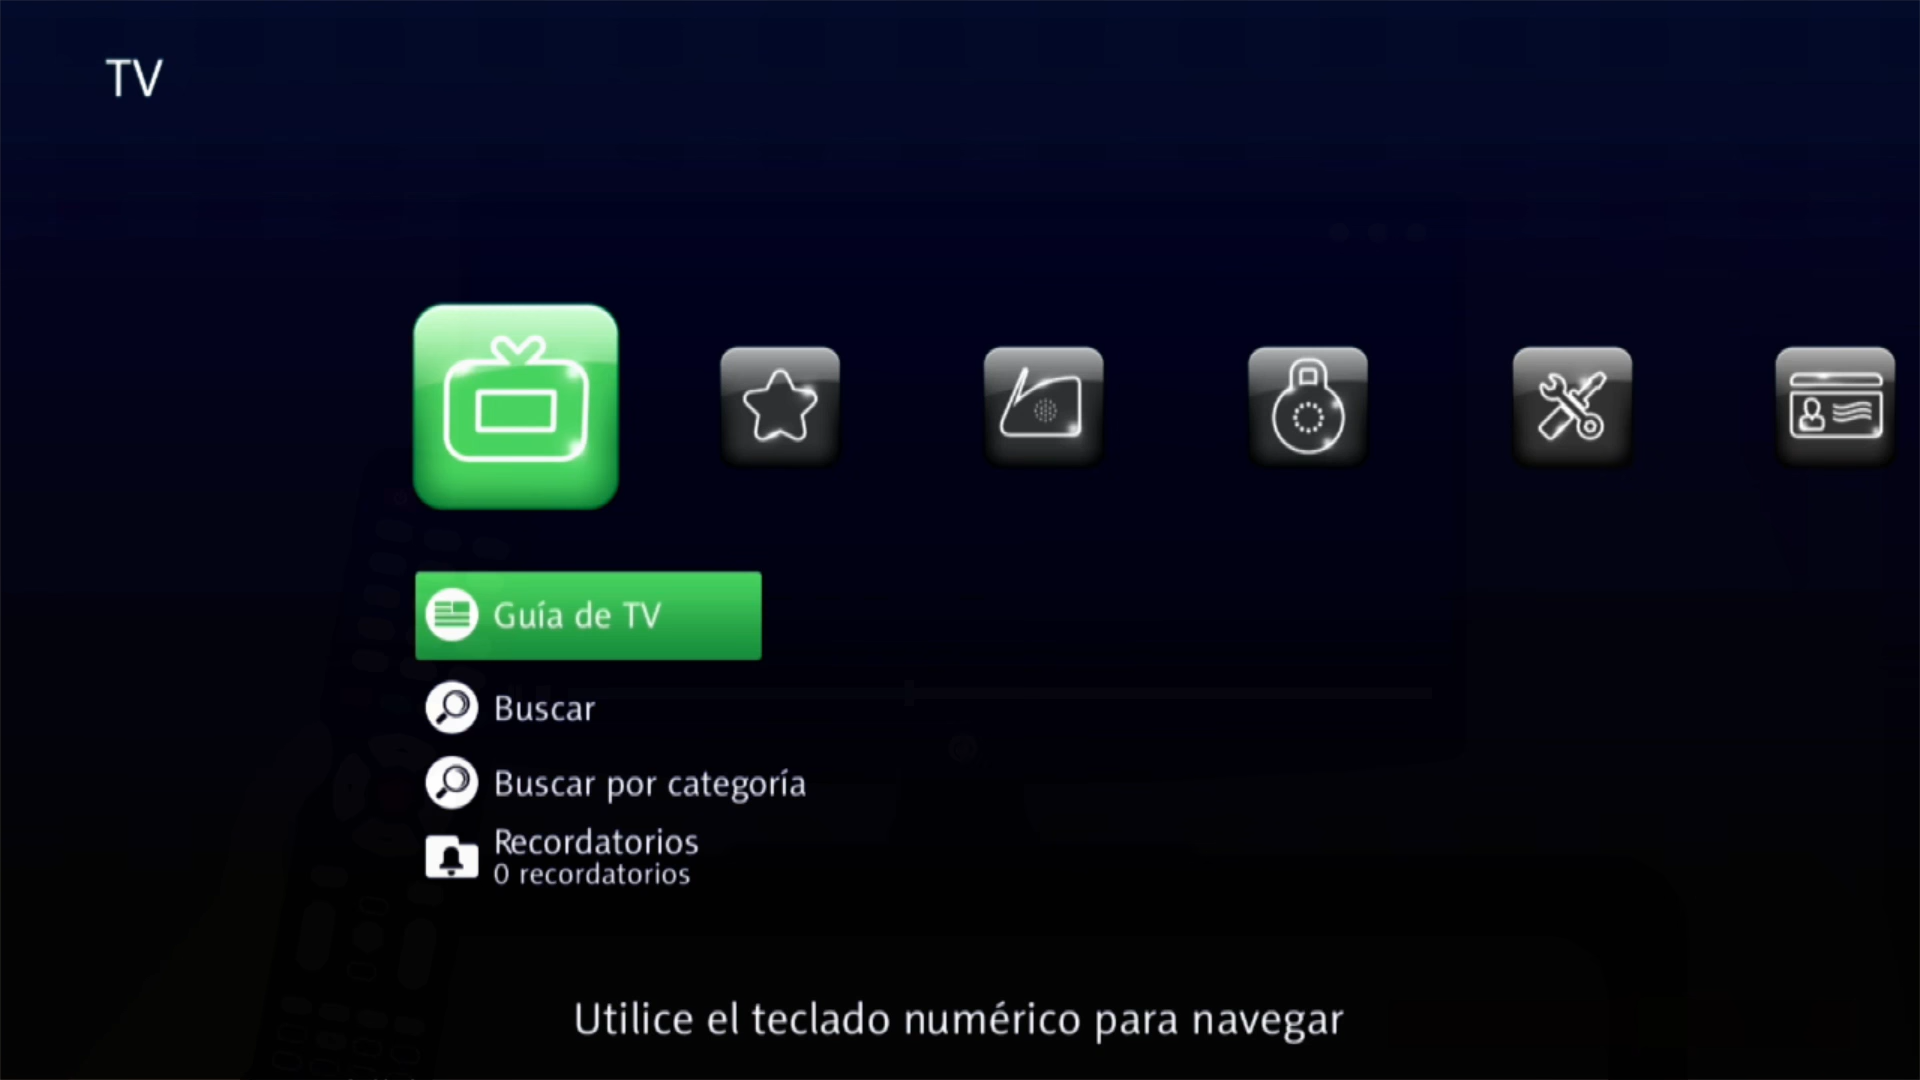 TV
Guía de TV
Buscar
Buscar por categoría
Recordatorios
0 recordatorios
Utilice el teclado numérico para navegar